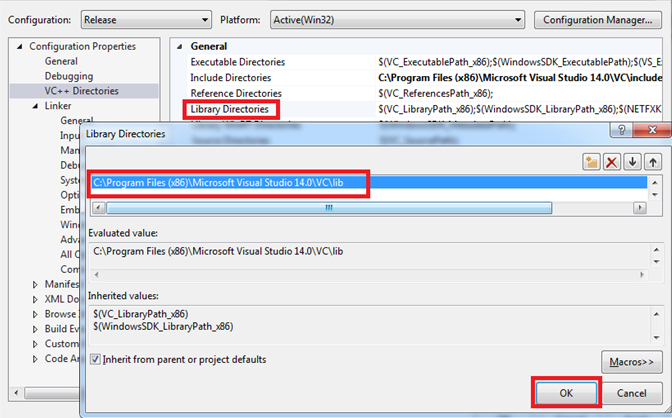 Configuration: Release Platform: Active(Win32) Configuration Manager...
Configuration Properties
General
Debugging
VC++ Directories
Linker
General
Inpu
Man
Debu
Syst
Opti
Emb
Wind
Adva
All O
Com
Manifes
XML Do
Browse I
Build Eve
Custom
Code An
General
Executable Directories $(VC_ExecutablePath_x86);$(WindowsSDK_ExecutablePath);$(VS_E
Include Directories C:\Program Files (x86)\Microsoft Visual Studio 14.0\VC\include
Reference Directories $(VC_ReferencesPath_x86);
Library Directories $(VC_LibraryPath_x86);$(WindowsSDK_LibraryPath_x86);$(NETFXK
Library Directories
C:\Program Files (x86)\Microsoft Visual Studio 14.0\VC\lib
Evaluated value:
C:\Program Files (x86)\Microsoft Visual Studio 14.0\VC\lib
Inherited values:
$(VC_LibraryPath_x86)
$(WindowsSDK_LibraryPath_x86)
Inherit from parent or project defaults
Macros>>
OK Cancel